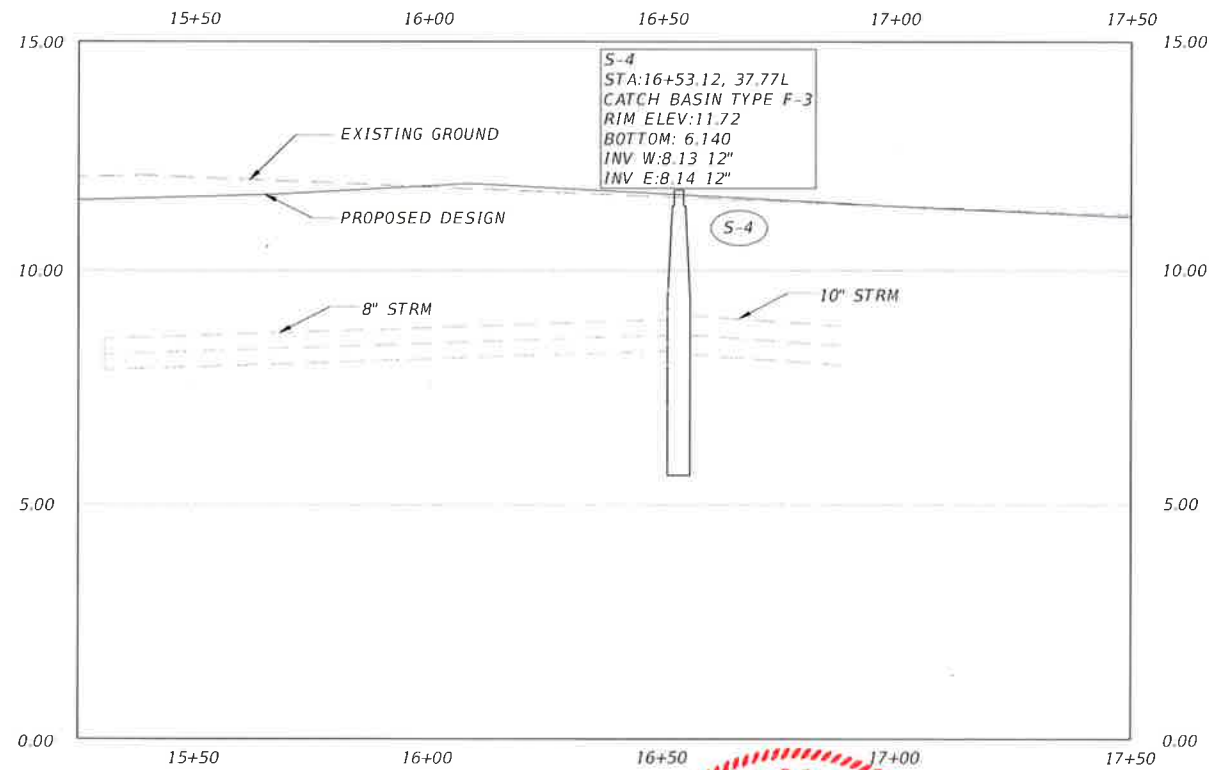 15+50 16+00 16+50 17+00 17+50
15.00 15.00
S-4
STA:16+53.12, 37.77L
CATCH BASIN TYPE F-3
RIM ELEV:11.72
BOTTOM: 6.140
INV W:8.13 12"
INV E:8.14 12"
EXISTING GROUND
PROPOSED DESIGN
S-4
10.00 10.00
8" STRM
10" STRM
5.00 5.00
0.00 0.00
15+50 16+00 16+50 17+00 17+50